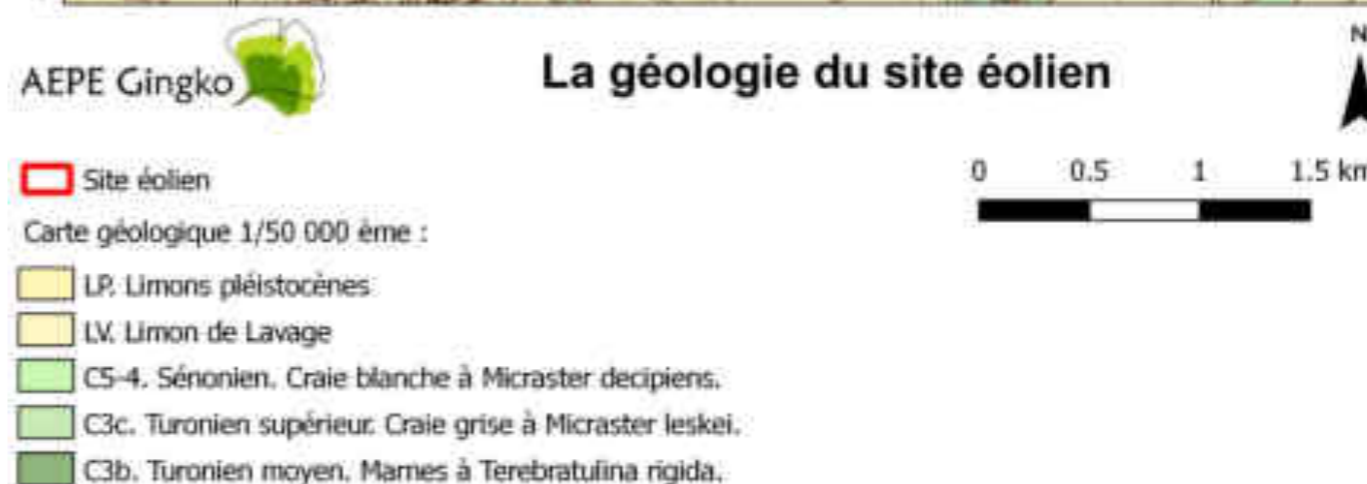 N
AEPE Gingko
La géologie du site éolien
0 0.5 1 1.5 km
Site éolien
Carte géologique 1/50 000 ème :
LP. Limons pléistocènes
LV. Limon de Lavage
C5-4. Sénonien. Craie blanche à Micraster decipiens.
C3c. Turonien supérieur. Craie grise à Micraster leskei.
C3b. Turonien moyen. Marnes à Terebratulina rigida.